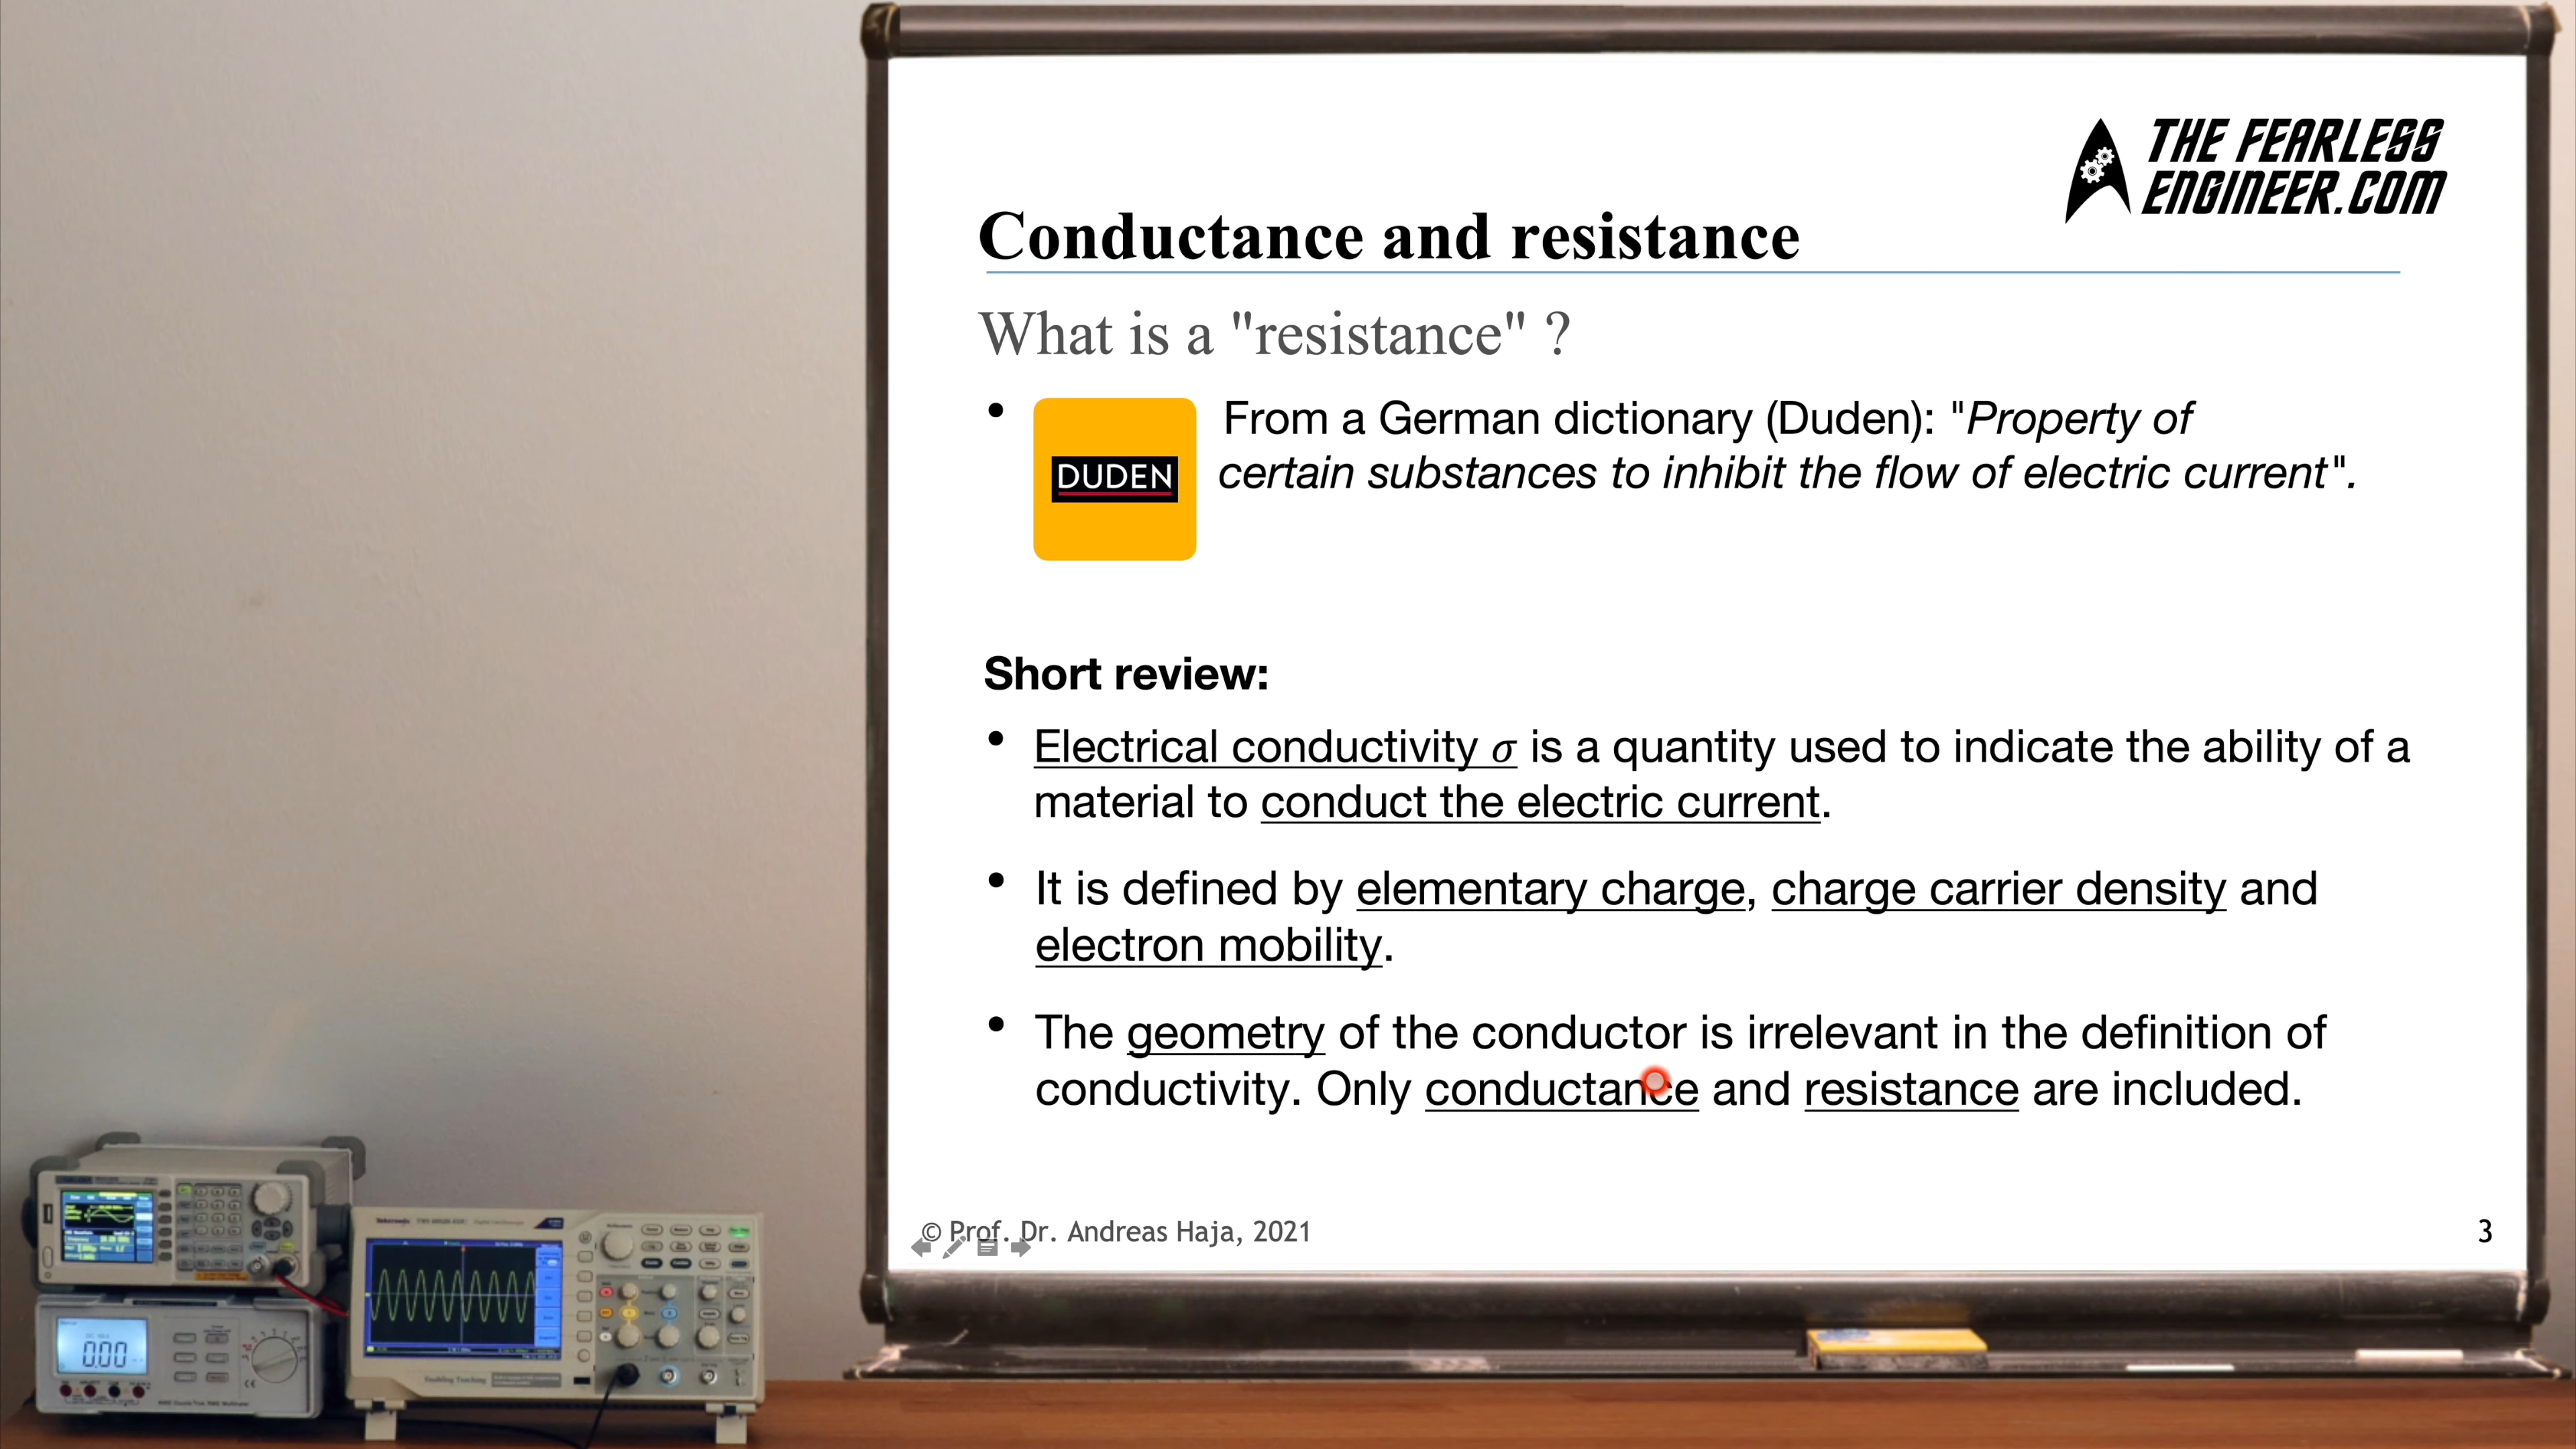 THE FEARLESS
ENGINEER.COM
Conductance and resistance
What is a "resistance" ?
• From a German dictionary (Duden): "Property of
DUDEN
certain substances to inhibit the flow of electric current".
Short review:
• Electrical conductivity σ is a quantity used to indicate the ability of a
material to conduct the electric current.
• It is defined by elementary charge, charge carrier density and
electron mobility.
• The geometry of the conductor is irrelevant in the definition of
conductivity. Only conductance and resistance are included.
© Prof. Dr. Andreas Haja, 2021
3
Tektronix
0.00